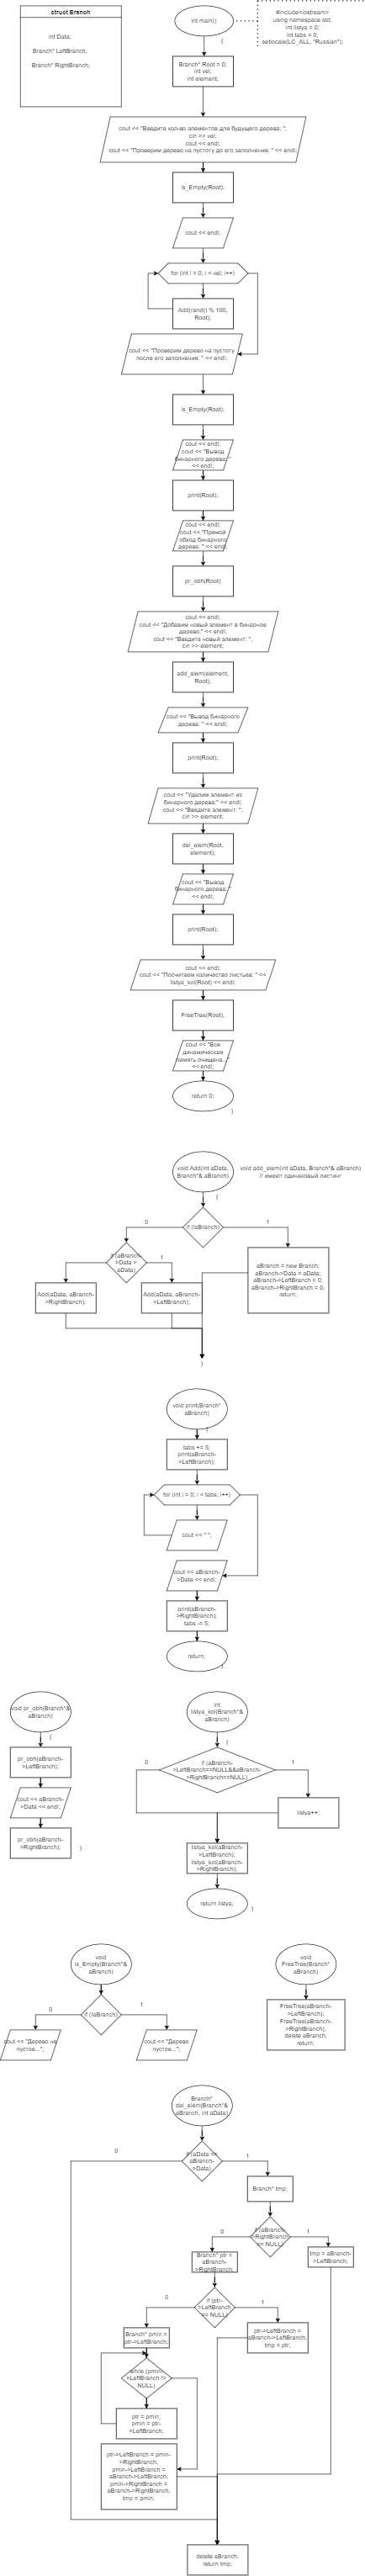 struct Branch
int Data;
Branch* LeftBranch;
Branch* RightBranch;
int main()
{
#include<iostream>
using namespace std;
int listya = 0;
int tabs = 0;
setlocale(LC_ALL, "Russian");
Branch* Root = 0;
int vel;
int element;
cout << "Введите кол-во элементов для будущего дерева: ";
cin >> vel;
cout << endl;
cout << "Проверим дерево на пустоту до его заполнения: " << endl;
is_Empty(Root);
cout << endl;
for (int i = 0; i < vel; i++)
Add(rand() % 100,
Root);
cout << "Проверим дерево на пустоту
после его заполнения: " << endl;
is_Empty(Root);
cout << endl;
cout << "Вывод
бинарного дерева: "
<< endl;
print(Root);
cout << endl;
cout << "Прямой
обход бинарного
дерева: " << endl;
pr_obh(Root)
cout << endl;
cout << "Добавим новый элемент в бинарное
дерево:" << endl;
cout << "Введите новый элемент: ";
cin >> element;
add_elem(element,
Root);
cout << "Вывод бинарного
дерева: " << endl;
print(Root);
cout << "Удалим элемент из
бинарного дерева:" << endl;
cout << "Введите элемент: ";
cin >> element;
del_elem(Root,
element);
cout << "Вывод
бинарного дерева: "
<< endl;
print(Root);
cout << endl;
cout << "Посчитаем количество листьев: " <<
listya_kol(Root) << endl;
FreeTree(Root);
cout << "Вся
динамическая
память очищена..."
<< endl;
return 0;
}
void Add(int aData,
Branch*& aBranch)
void add_elem(int aData, Branch*& aBranch)
// имеют одинаковый листинг
{
if (!aBranch)
0
1
if (aBranch-
>Data >
aData)
0
1
aBranch = new Branch;
aBranch->Data = aData;
aBranch->LeftBranch = 0;
aBranch->RightBranch = 0;
return;
Add(aData, aBranch-
>RightBranch);
Add(aData, aBranch-
>LeftBranch);
}
void print(Branch*
aBranch)
{
tabs += 5;
print(aBranch-
>LeftBranch);
for (int i = 0; i < tabs; i++)
cout << " ";
cout << aBranch-
>Data << endl;
print(aBranch-
>RightBranch);
tabs -= 5;
return;
}
void pr_obh(Branch*&
aBranch)
{
pr_obh(aBranch-
>LeftBranch);
cout << aBranch-
>Data << endl;
pr_obh(aBranch-
>RightBranch);
}
int
listya_kol(Branch*&
aBranch)
{
if (aBranch-
>LeftBranch==NULL&&aBranch-
>RightBranch==NULL)
0
1
listya++;
listya_kol(aBranch-
>LeftBranch);
listya_kol(aBranch-
>RightBranch);
return listya;
}
void
is_Empty(Branch*&
aBranch)
if (!aBranch)
0
1
cout << "Дерево не
пустое...";
cout << "Дерево
пустое...";
void
FreeTree(Branch*
aBranch)
FreeTree(aBranch-
>LeftBranch);
FreeTree(aBranch-
>RightBranch);
delete aBranch;
return;
Branch*
del_elem(Branch*&
aBranch, int aData)
if (aData ==
aBranch-
>Data)
0
1
Branch* tmp;
if (aBranch-
>RightBranch
== NULL)
0
1
Branch* ptr =
aBranch-
>RightBranch;
tmp = aBranch-
>LeftBranch;
if (ptr-
>LeftBranch
== NULL)
0
1
Branch* pmin =
ptr->LeftBranch;
ptr->LeftBranch =
aBranch->LeftBranch;
tmp = ptr;
while (pmin-
>LeftBranch !=
NULL)
ptr = pmin;
pmin = ptr-
>LeftBranch;
ptr->LeftBranch = pmin-
>RightBranch;
pmin->LeftBranch =
aBranch->LeftBranch;
pmin->RightBranch =
aBranch->RightBranch;
tmp = pmin;
delete aBranch;
return tmp;